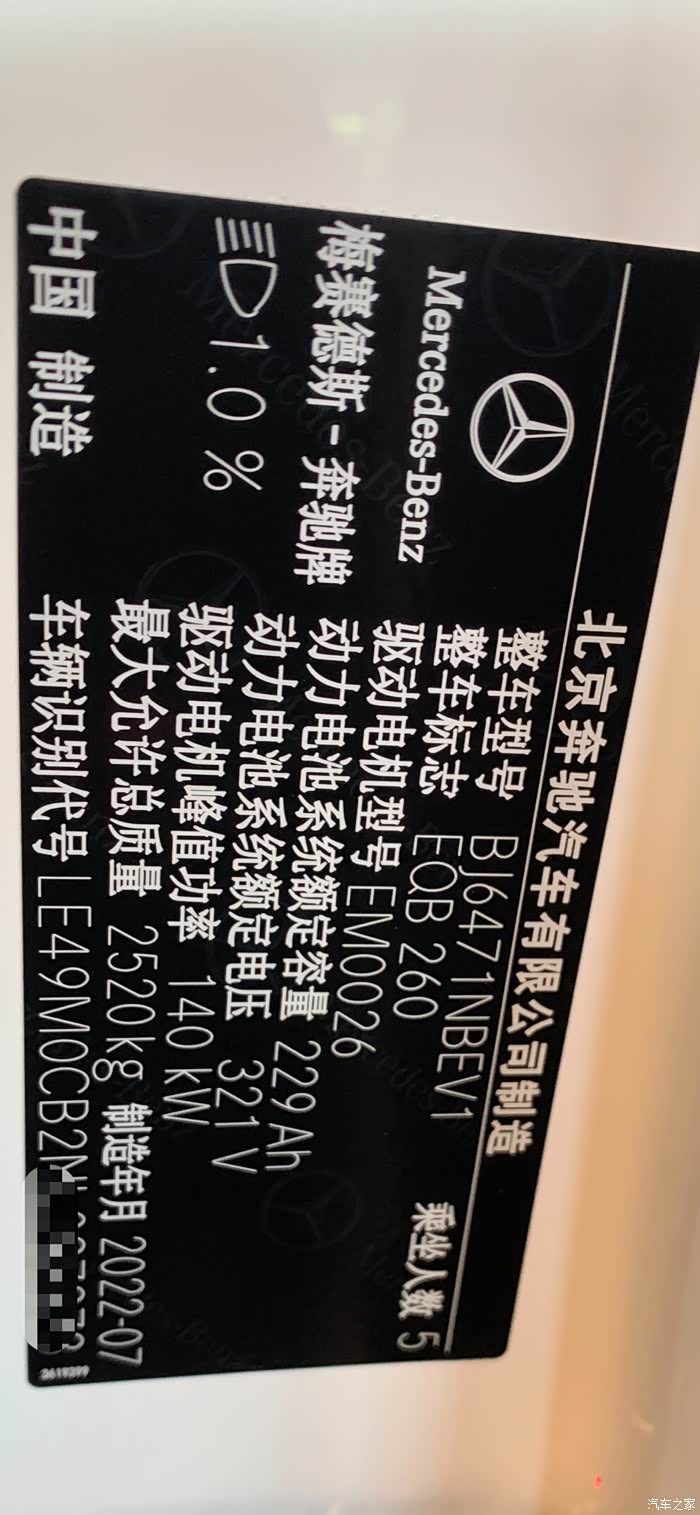 北京奔驰汽车有限公司制造
Mercedes-Benz
梅赛德斯-奔驰牌
1.0 %
中国 制造
整车型号 BJ6471NBEV1
整车标志 EQB 260 乘坐人数 5
驱动电机型号 EM0026
动力电池系统额定容量 229 Ah
动力电池系统额定电压 321 V
驱动电机峰值功率 140 kW
最大允许总质量 2520kg 制造年月 2022-07
车辆识别代号 LE49M0CB2
3619399
汽车之家